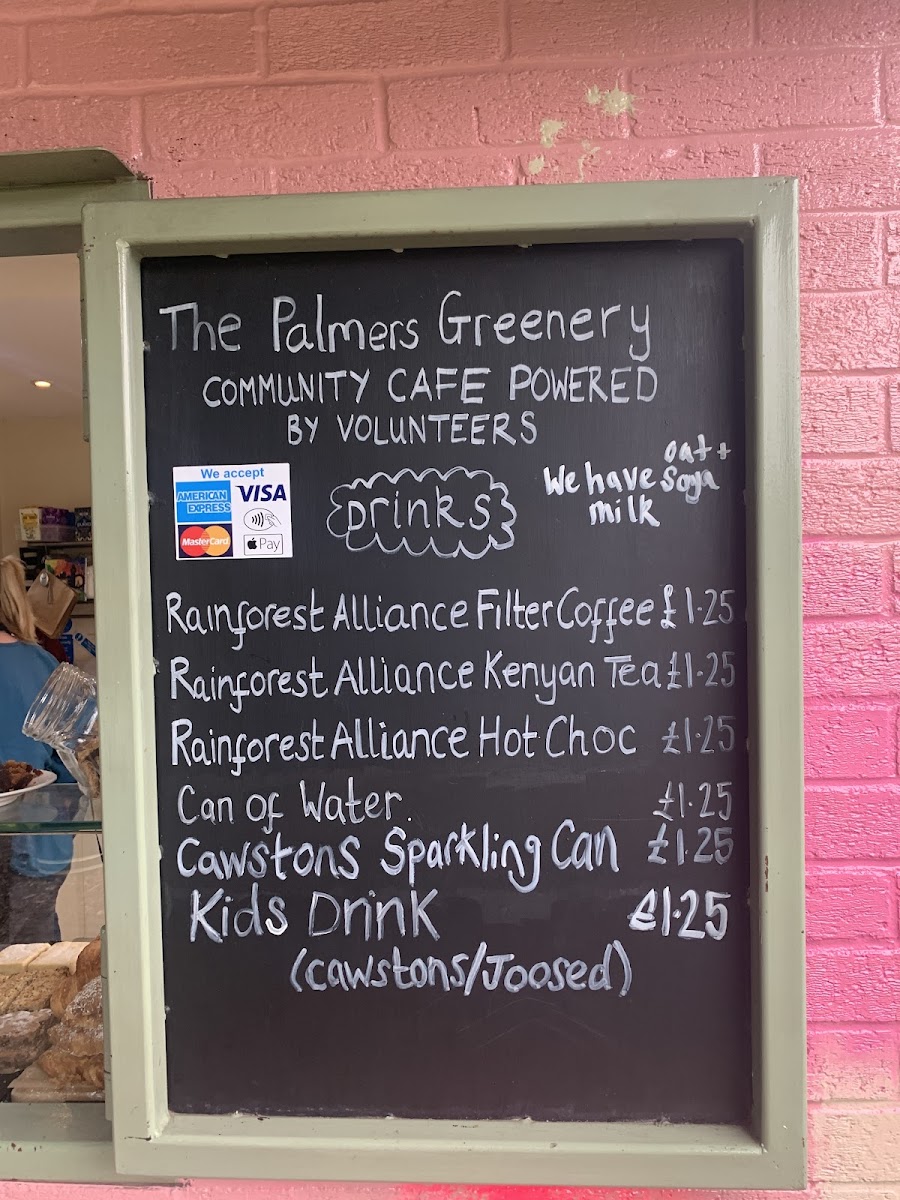 The Palmers Greenery
COMMUNITY CAFE POWERED
BY VOLUNTEERS
We accept
AMERICAN EXPRESS
VISA
MasterCard
Pay
Drinks
oat +
We have Soya
milk
Rainforest Alliance Filter Coffee £1.25
Rainforest Alliance Kenyan Tea £1.25
Rainforest Alliance Hot Choc £1.25
Can of Water. £1.25
Cawstons Sparkling Can £1.25
Kids Drink £1.25
(Cawstons/Joosed)